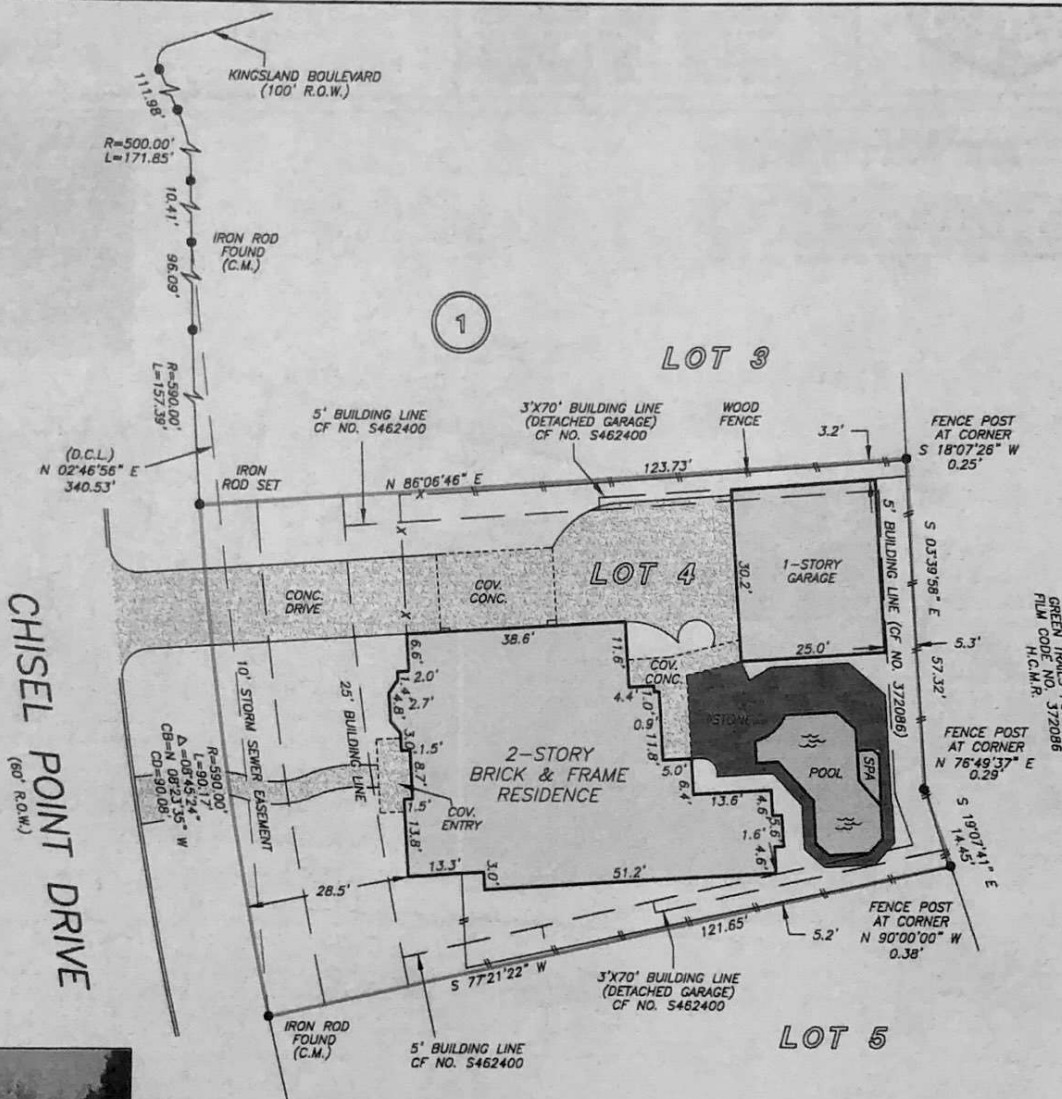 KINGSLAND BOULEVARD
(100' R.O.W.)
111.98'
R=500.00'
L=171.85'
10.41'
IRON ROD
FOUND
(C.M.)
96.09'
R=590.00'
L=157.39'
(D.C.L.)
N 02°46'56" E
340.53'
IRON
ROD SET
1
LOT 3
5' BUILDING LINE
CF NO. S462400
3'X70' BUILDING LINE
(DETACHED GARAGE)
CF NO. S462400
WOOD
FENCE
3.2'
FENCE POST
AT CORNER
S 18°07'26" W
0.25'
N 86°06'46" E
123.73'
X
X
X
LOT 4
30.2'
1-STORY
GARAGE
25.0'
5' BUILDING LINE (CF NO. 372086)
S 03°39'58" E
57.32'
5.3'
FILM CODE NO. 372086
H.C.M.R.
CONC.
DRIVE
COV.
CONC.
38.6'
11.6'
COV.
CONC.
4.4'
1.0'
0.9'
11.8'
5.0'
6.4'
13.6'
4.6'
5.6'
1.6'
4.6'
STONE
POOL
SPA
FENCE POST
AT CORNER
N 76°49'37" E
0.29'
S 19°07'41" E
14.45'
FENCE POST
AT CORNER
N 90°00'00" W
0.38'
6.6'
2.0'
1.4'
2.7'
4.8'
3.0'
1.5'
8.7'
1.5'
13.8'
COV.
ENTRY
2-STORY
BRICK & FRAME
RESIDENCE
13.3'
3.0'
51.2'
10' STORM SEWER EASEMENT
25' BUILDING LINE
R=590.00'
L=90.17'
Δ=08°45'24"
CB=N 08°23'35" W
CD=90.08'
CHISEL POINT DRIVE
(60' R.O.W.)
28.5'
S 77°21'22" W
121.65'
5.2'
3'X70' BUILDING LINE
(DETACHED GARAGE)
CF NO. S462400
5' BUILDING LINE
CF NO. S462400
IRON ROD
FOUND
(C.M.)
LOT 5